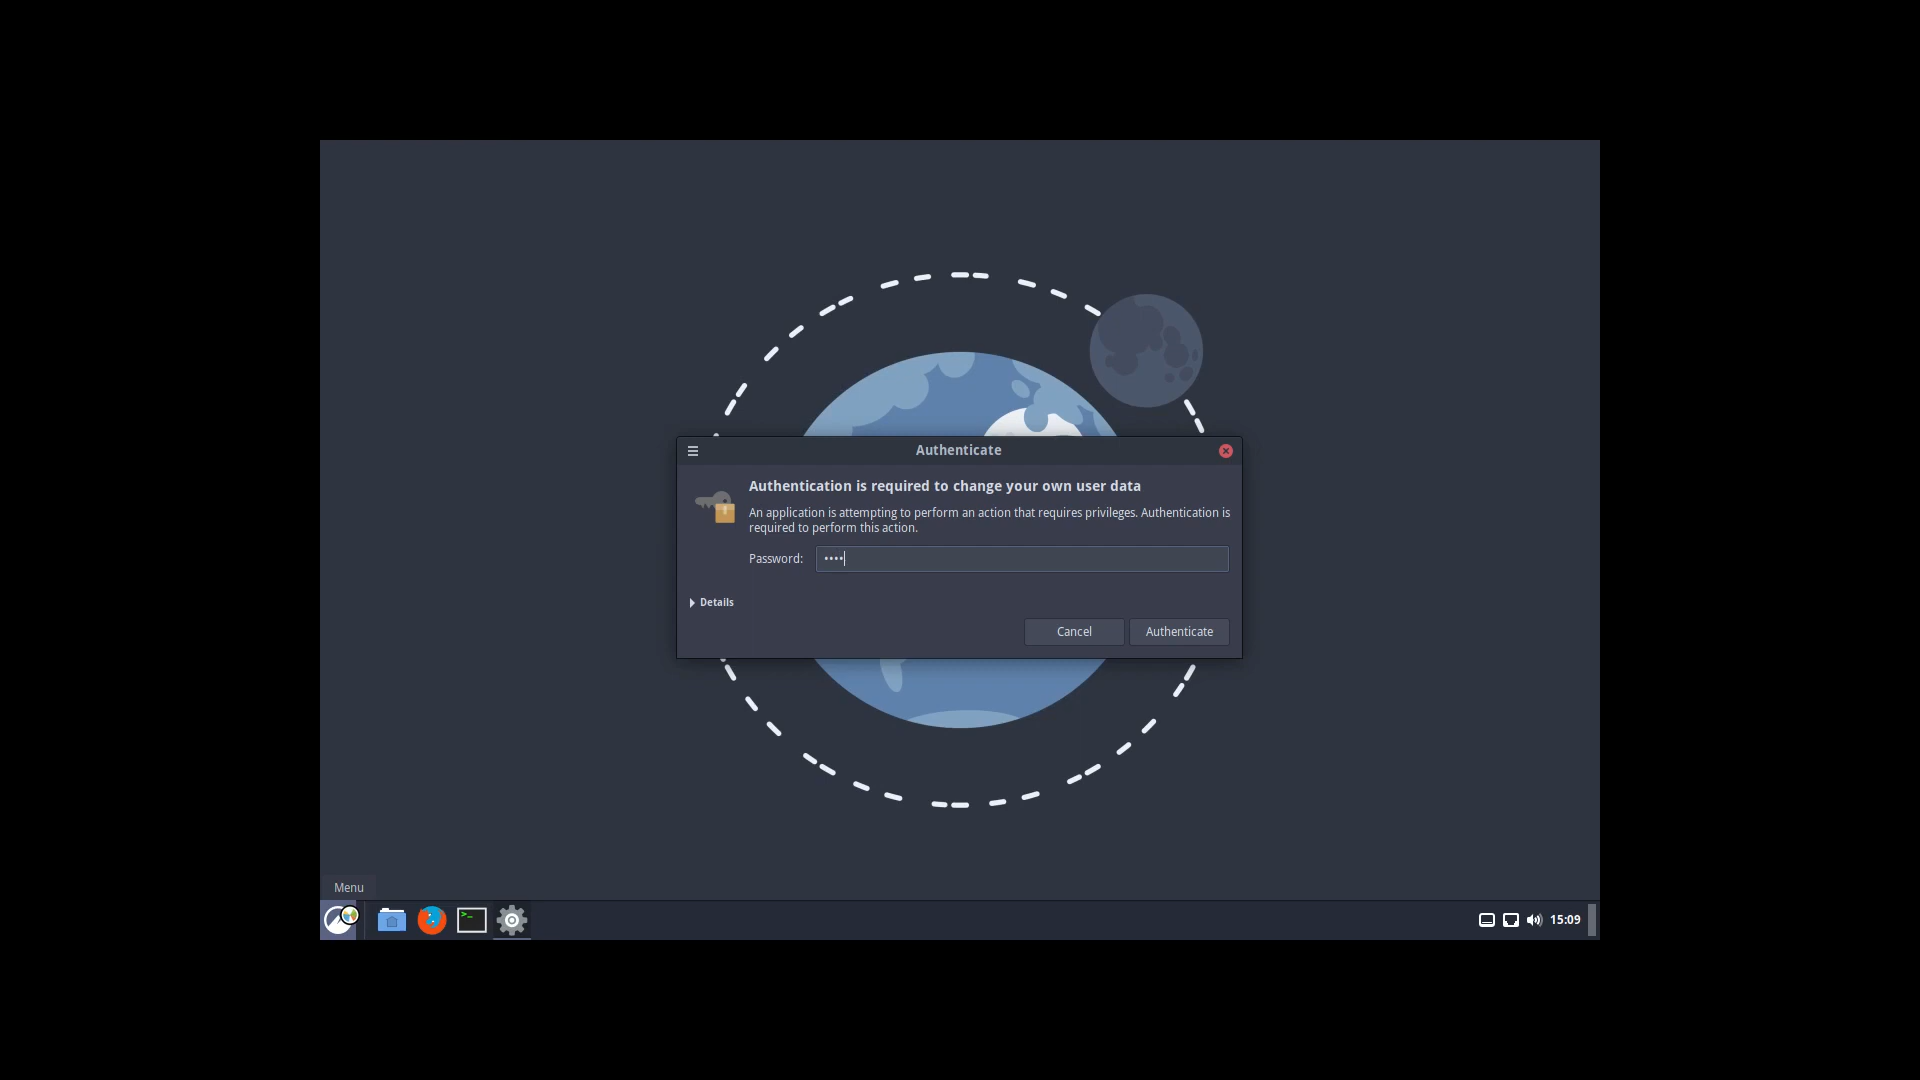 Authenticate
Authentication is required to change your own user data
An application is attempting to perform an action that requires privileges. Authentication is
required to perform this action.
Password: ••••
Details
Cancel Authenticate
Menu
>_
15:09